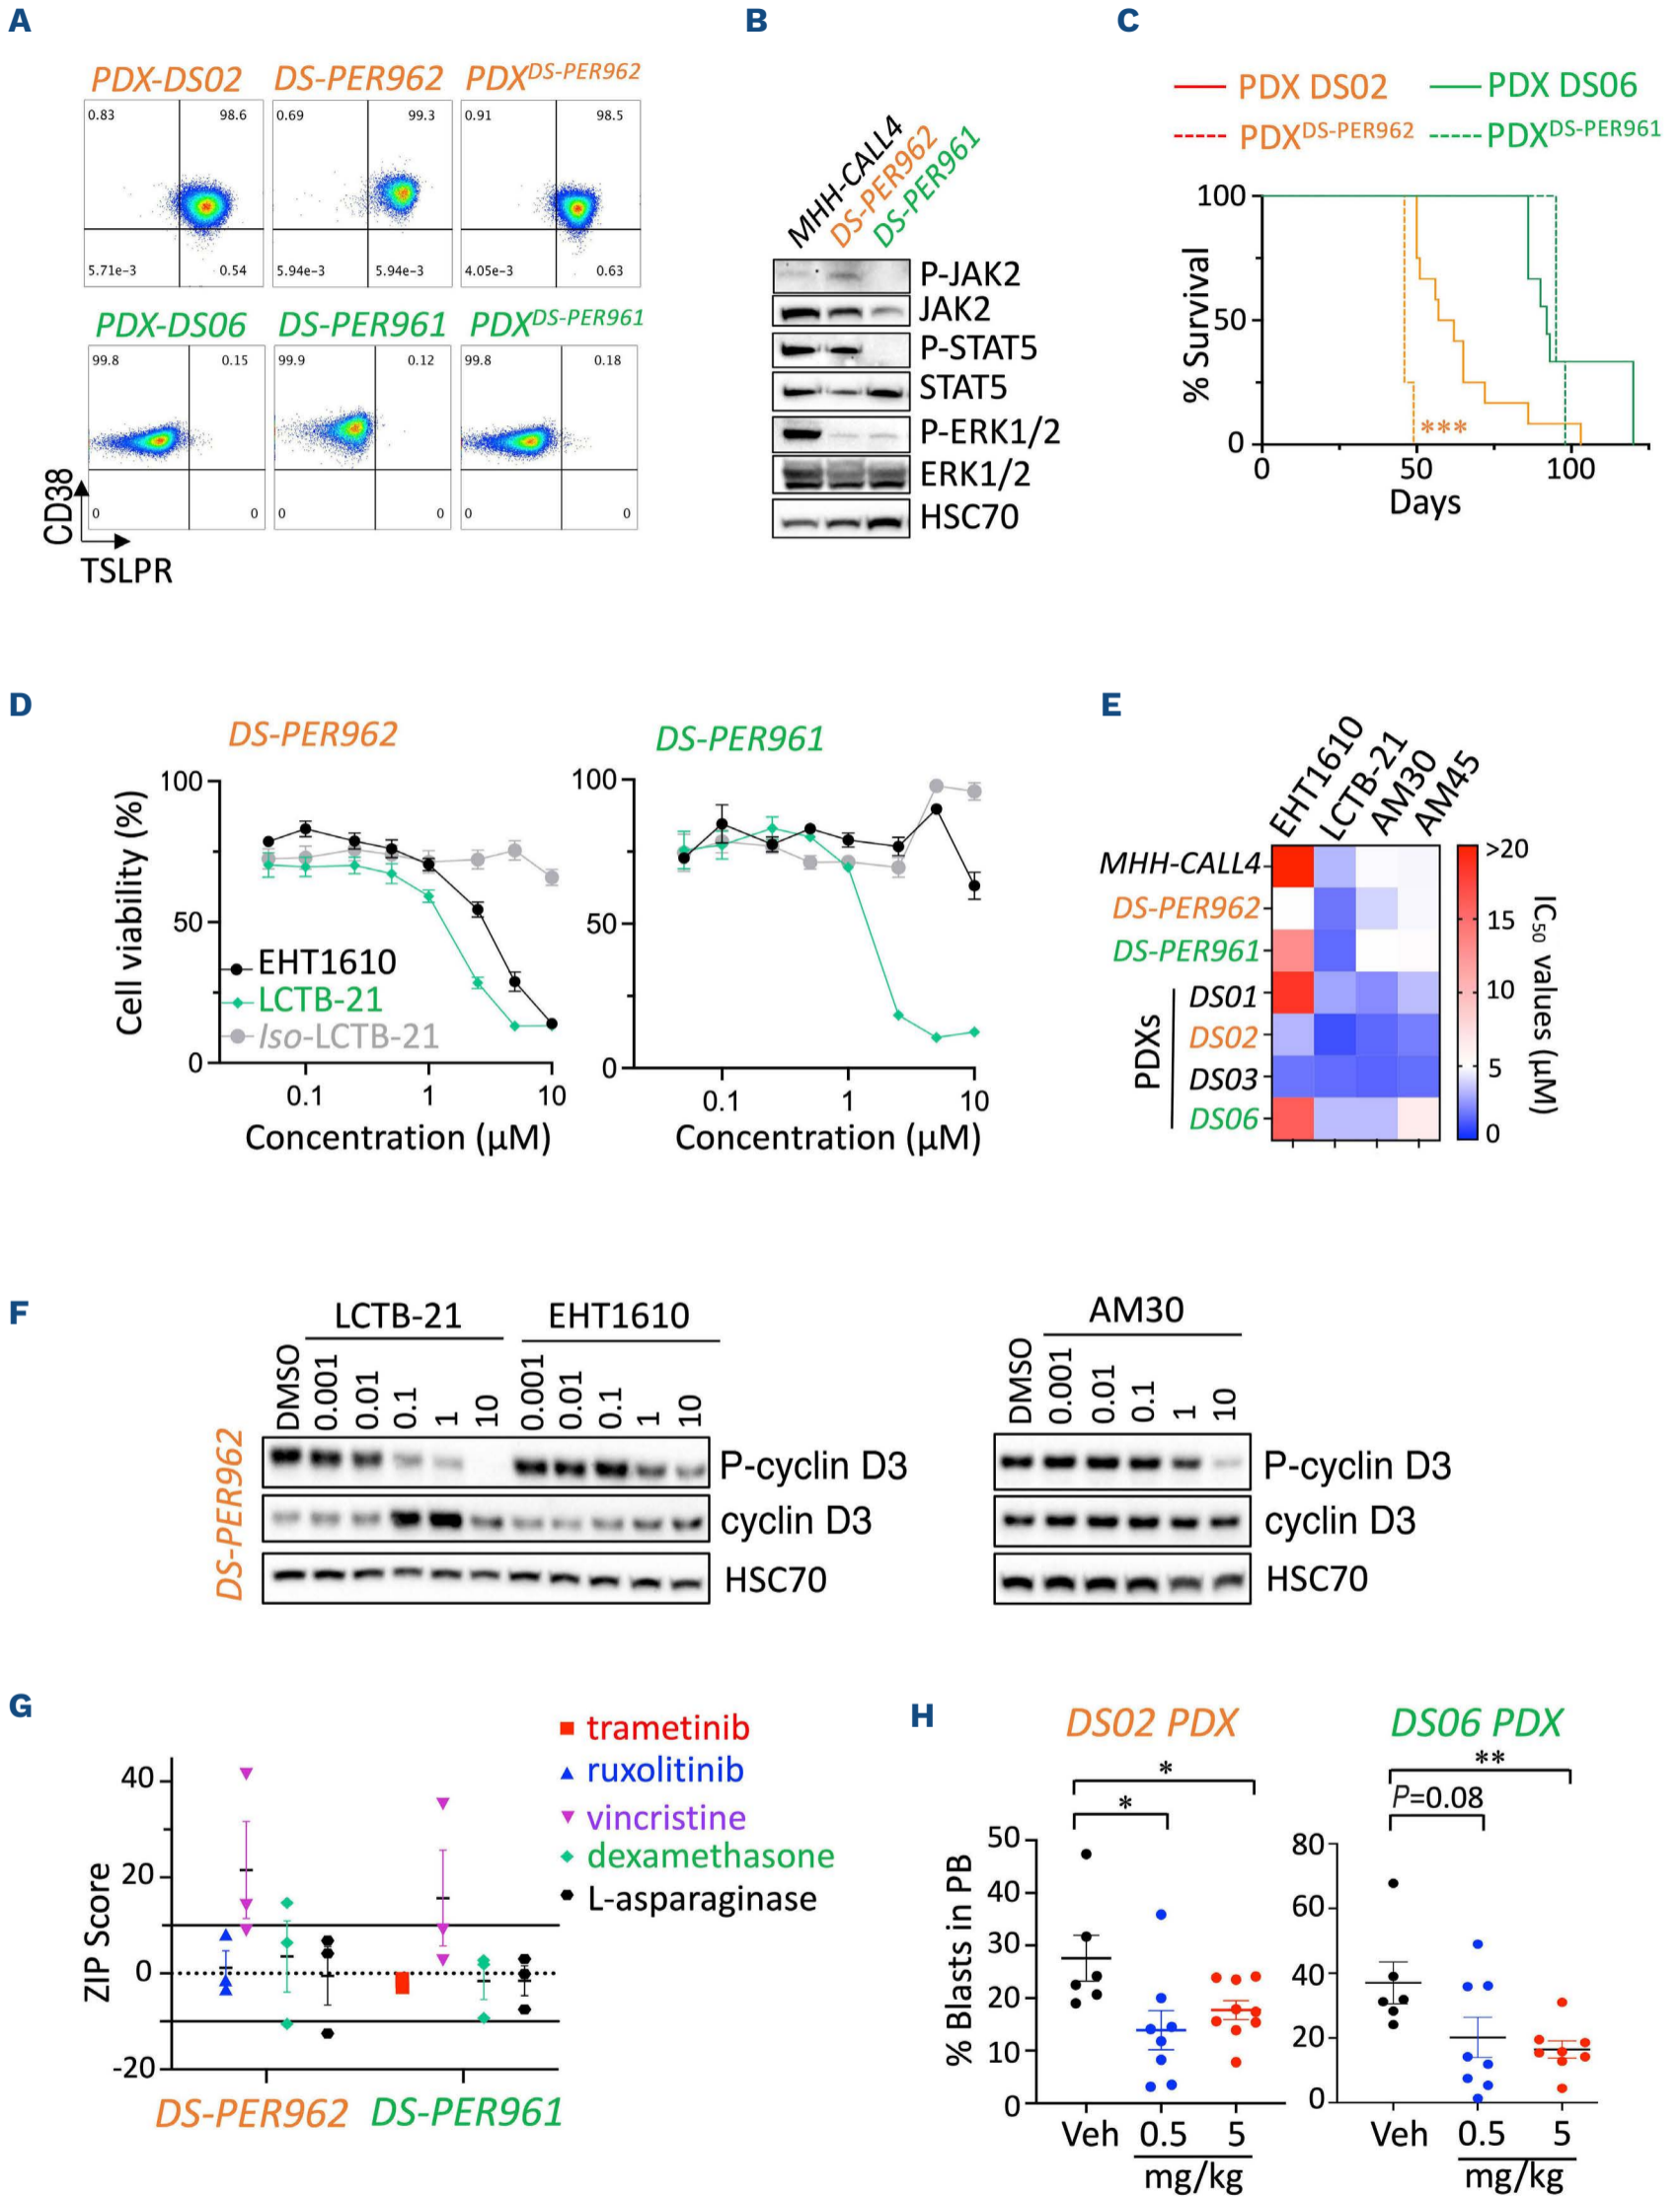 A
PDX-DS02 DS-PER962 PDX^DS-PER962
0.83 98.6 0.69 99.3 0.91 98.5
5.71e-3 0.54 5.94e-3 5.94e-3 4.05e-3 0.63
PDX-DS06 DS-PER961 PDX^DS-PER961
99.8 0.15 99.9 0.12 99.8 0.18
0 0 0 0 0 0
CD38
TSLPR
B
MHH-CALL4
DS-PER962
DS-PER961
P-JAK2
JAK2
P-STAT5
STAT5
P-ERK1/2
ERK1/2
HSC70
C
PDX DS02 PDX DS06
PDX^DS-PER962 PDX^DS-PER961
% Survival
100
50
0
***
0 50 100
Days
D
DS-PER962
Cell viability (%)
100
50
0
EHT1610
LCTB-21
Iso-LCTB-21
0.1 1 10
Concentration (µM)
DS-PER961
100
50
0
0.1 1 10
Concentration (µM)
E
EHT1610
LCTB-21
AM30
AM45
MHH-CALL4
DS-PER962
DS-PER961
PDXs
DS01
DS02
DS03
DS06
>20
15
10
5
0
IC50 values (µM)
F
LCTB-21 EHT1610
DMSO 0.001 0.01 0.1 1 10 0.001 0.01 0.1 1 10
DS-PER962
P-cyclin D3
cyclin D3
HSC70
AM30
DMSO 0.001 0.01 0.1 1 10
P-cyclin D3
cyclin D3
HSC70
G
trametinib
ruxolitinib
vincristine
dexamethasone
L-asparaginase
ZIP Score
40
20
0
-20
DS-PER962 DS-PER961
H
DS02 PDX
*
*
% Blasts in PB
50
40
30
20
10
0
Veh 0.5 5
mg/kg
DS06 PDX
**
P=0.08
80
60
40
20
0
Veh 0.5 5
mg/kg